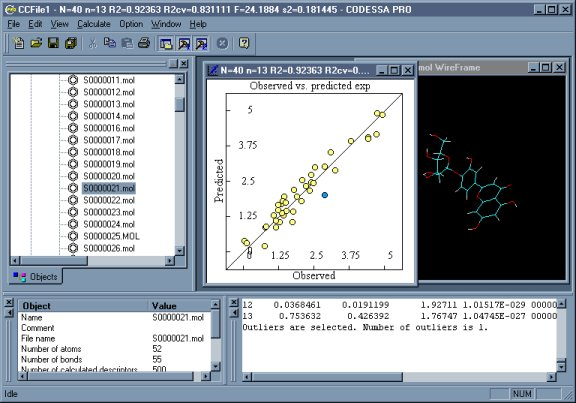 CCFile1 - N=40 n=13 R2=0.92363 R2cv=0.831111 F=24.1884 s2=0.181445 - CODESSA PRO
File Edit View Calculate Option Window Help
S0000011.mol
S0000012.mol
S0000013.mol
S0000014.mol
S0000016.mol
S0000017.mol
S0000018.mol
S0000019.mol
S0000020.mol
S0000021.mol
S0000022.mol
S0000023.mol
S0000024.mol
S0000025.MOL
S0000026.mol
Objects
N=40 n=13 R2=0.92363 R2cv=0....
Observed vs. predicted exp
5
3.75
2.5
1.25
0
0
1.25
2.5
3.75
5
Predicted
Observed
mol WireFrame
Object Value
Name S0000021.mol
Comment
File name S0000021.mol
Number of atoms 52
Number of bonds 55
Number of calculated descriptors 500
12 0.0368461 0.0191199 1.92711 1.01517E-029 00000
13 0.753632 0.426392 1.76747 1.04745E-027 00000
Outliers are selected. Number of outliers is 1.
Idle
NUM